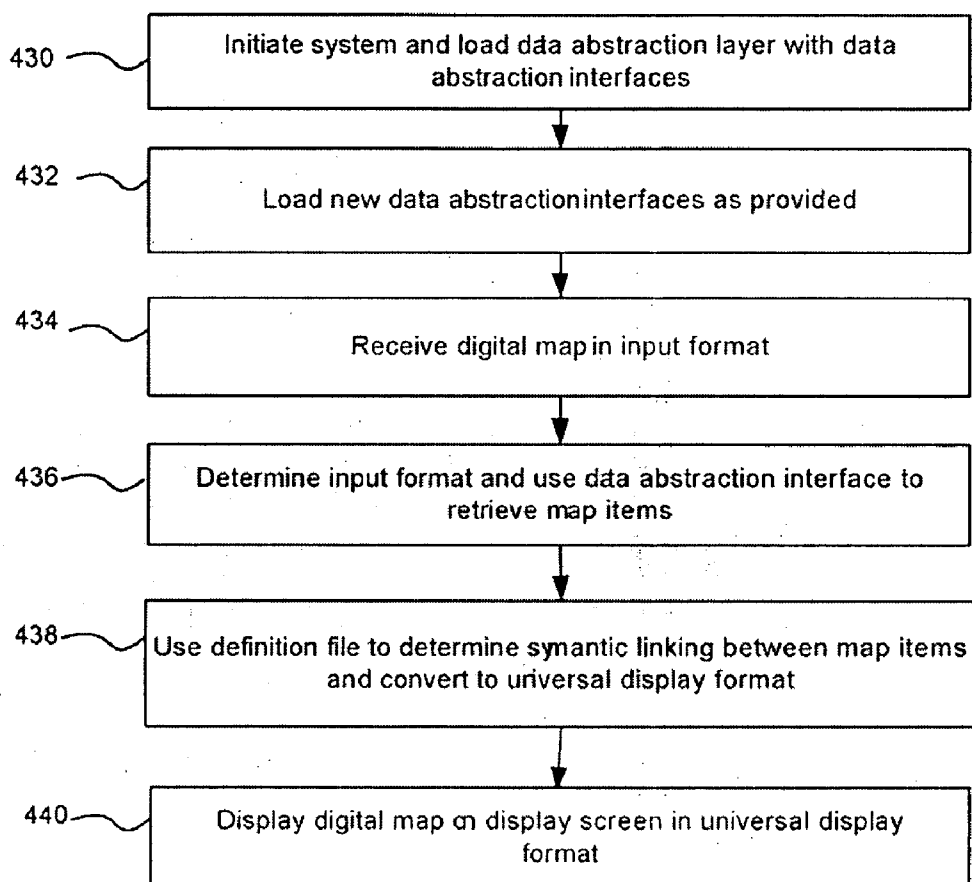 430
Initiate system and load data abstraction layer with data
abstraction interfaces
432
Load new data abstraction interfaces as provided
434
Receive digital map in input format
436
Determine input format and use data abstraction interface to
retrieve map items
438
Use definition file to determine symantic linking between map items
and convert to universal display format
440
Display digital map on display screen in universal display
format